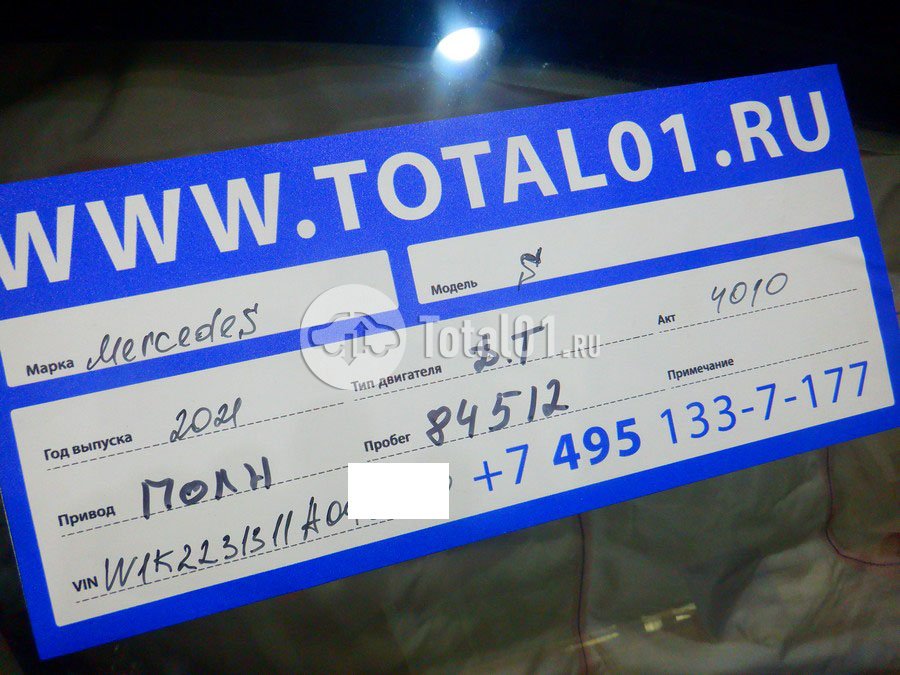 WWW.TOTAL01.RU
Марка Mercedes
Модель S
Total01.RU
Год выпуска 2021
Тип двигателя Д.Т
Акт 4010
Привод ПОЛН
Пробег 84512
Примечание
+7 495 133-7-177
VIN W1K2231311A0